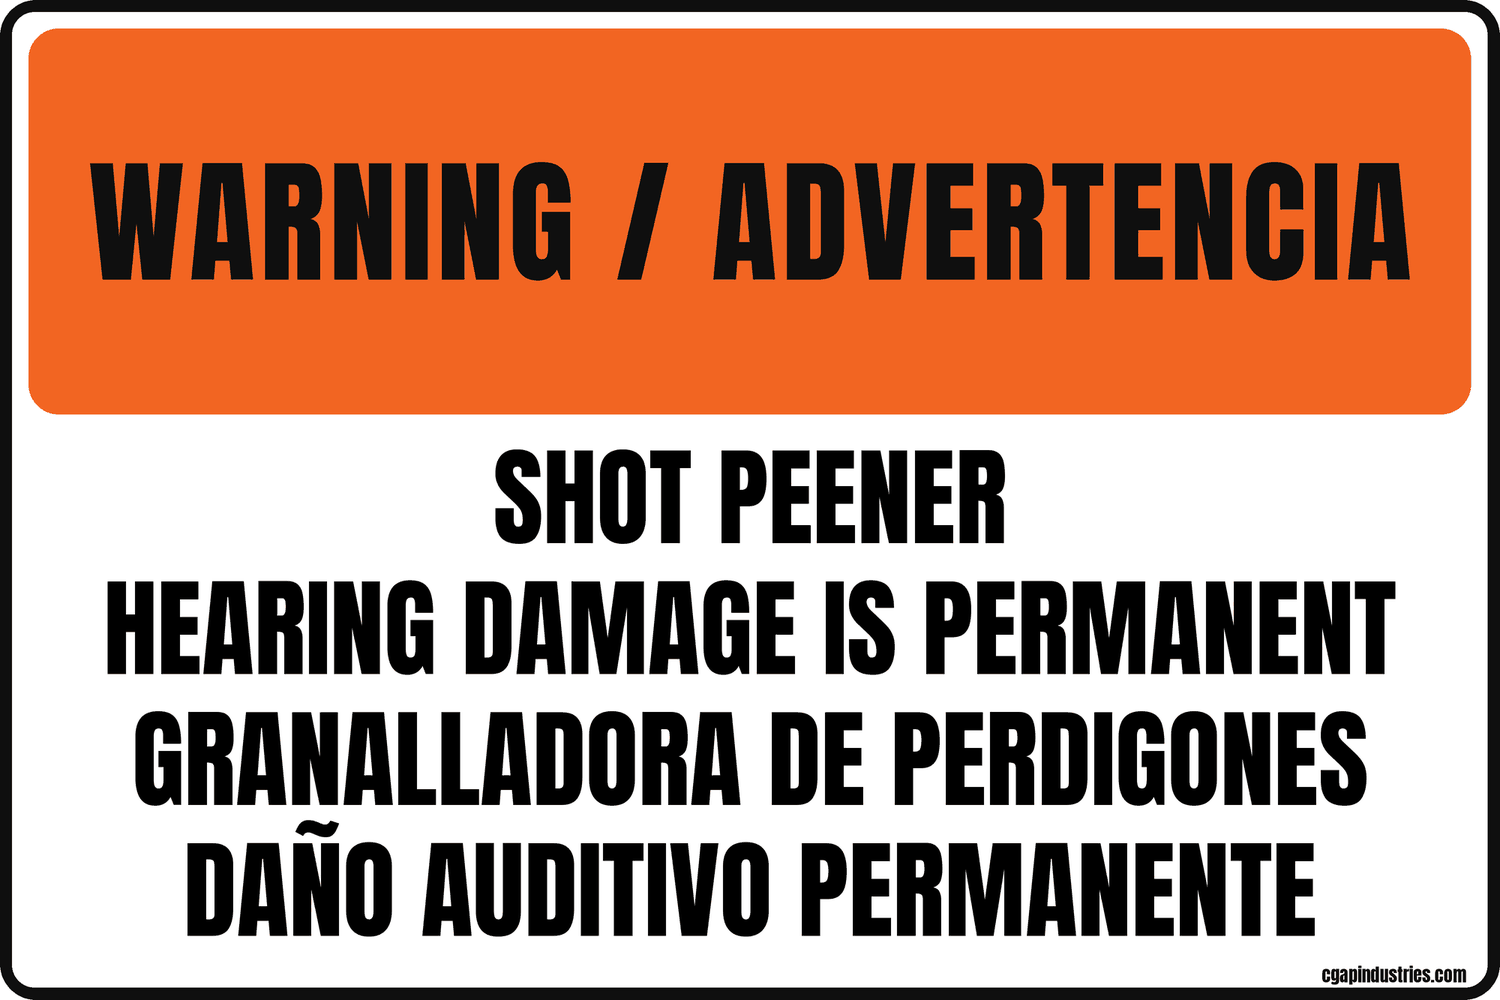 WARNING / ADVERTENCIA
SHOT PEENER
HEARING DAMAGE IS PERMANENT
GRANALLADORA DE PERDIGONES
DAÑO AUDITIVO PERMANENTE
cgapindustries.com